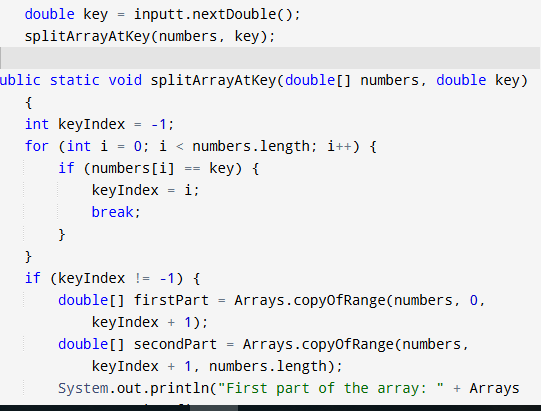 double key = inputt.nextDouble();
splitArrayAtKey(numbers, key);
ublic static void splitArrayAtKey(double[] numbers, double key)
{
int keyIndex = -1;
for (int i = 0; i < numbers.length; i++) {
if (numbers[i] == key) {
keyIndex = i;
break;
}
}
if (keyIndex != -1) {
double[] firstPart = Arrays.copyOfRange(numbers, 0,
keyIndex + 1);
double[] secondPart = Arrays.copyOfRange(numbers,
keyIndex + 1, numbers.length);
System.out.println("First part of the array: " + Arrays